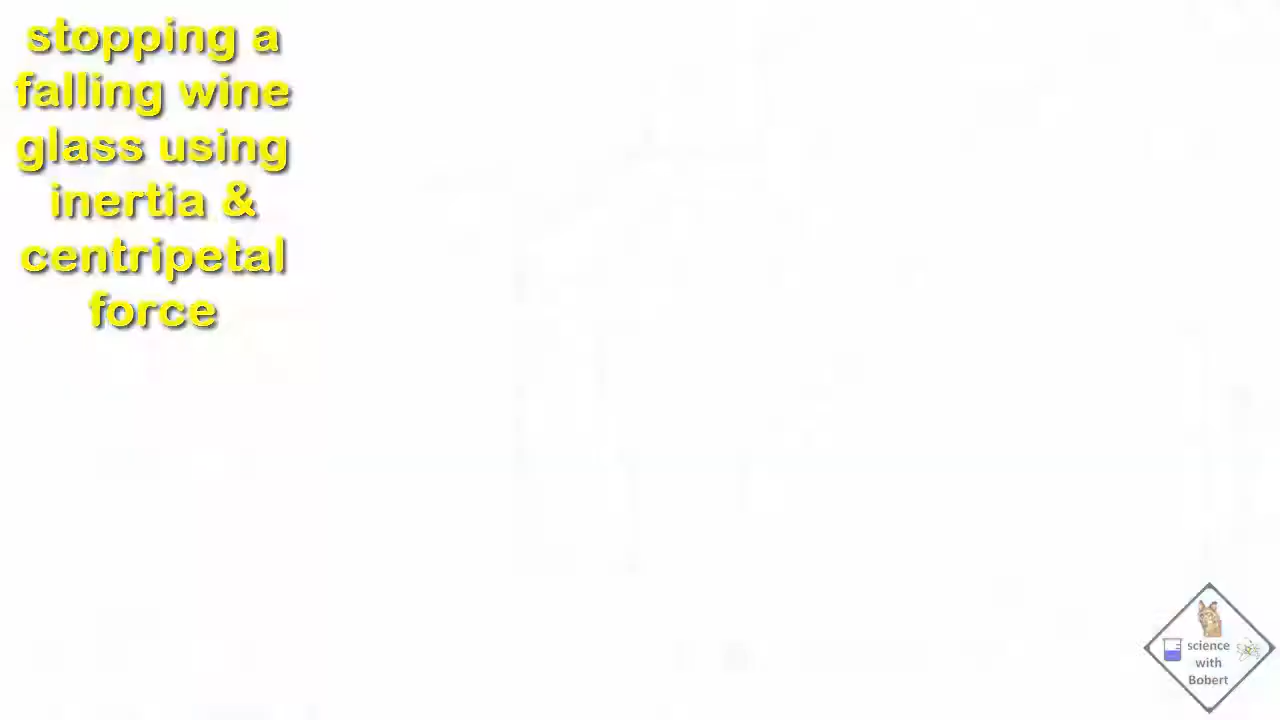 stopping a
falling wine
glass using
inertia &
centripetal
force
science
with
Bobert